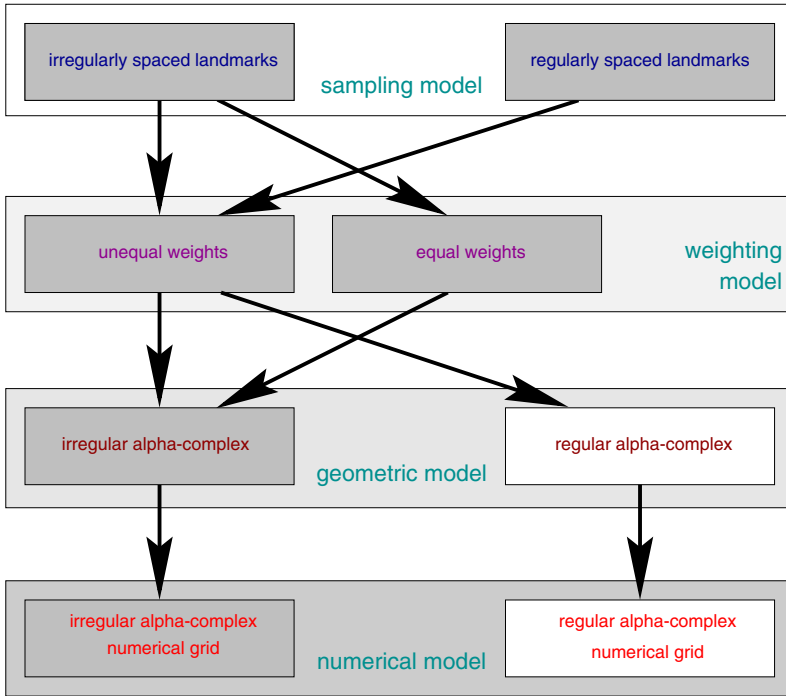 irregularly spaced landmarks
regularly spaced landmarks
sampling model
unequal weights
equal weights
weighting
model
irregular alpha-complex
regular alpha-complex
geometric model
irregular alpha-complex
numerical grid
regular alpha-complex
numerical grid
numerical model